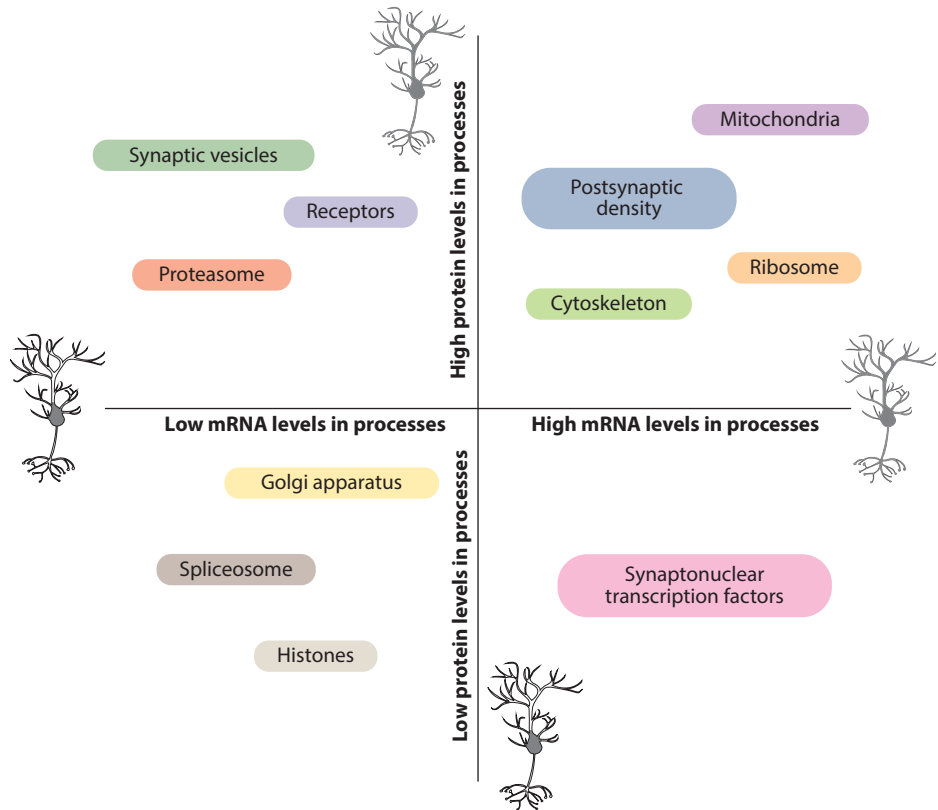 High protein levels in processes
Mitochondria
Synaptic vesicles
Postsynaptic
density
Receptors
Ribosome
Proteasome
Cytoskeleton
Low mRNA levels in processes
High mRNA levels in processes
Low protein levels in processes
Golgi apparatus
Spliceosome
Synaptonuclear
transcription factors
Histones